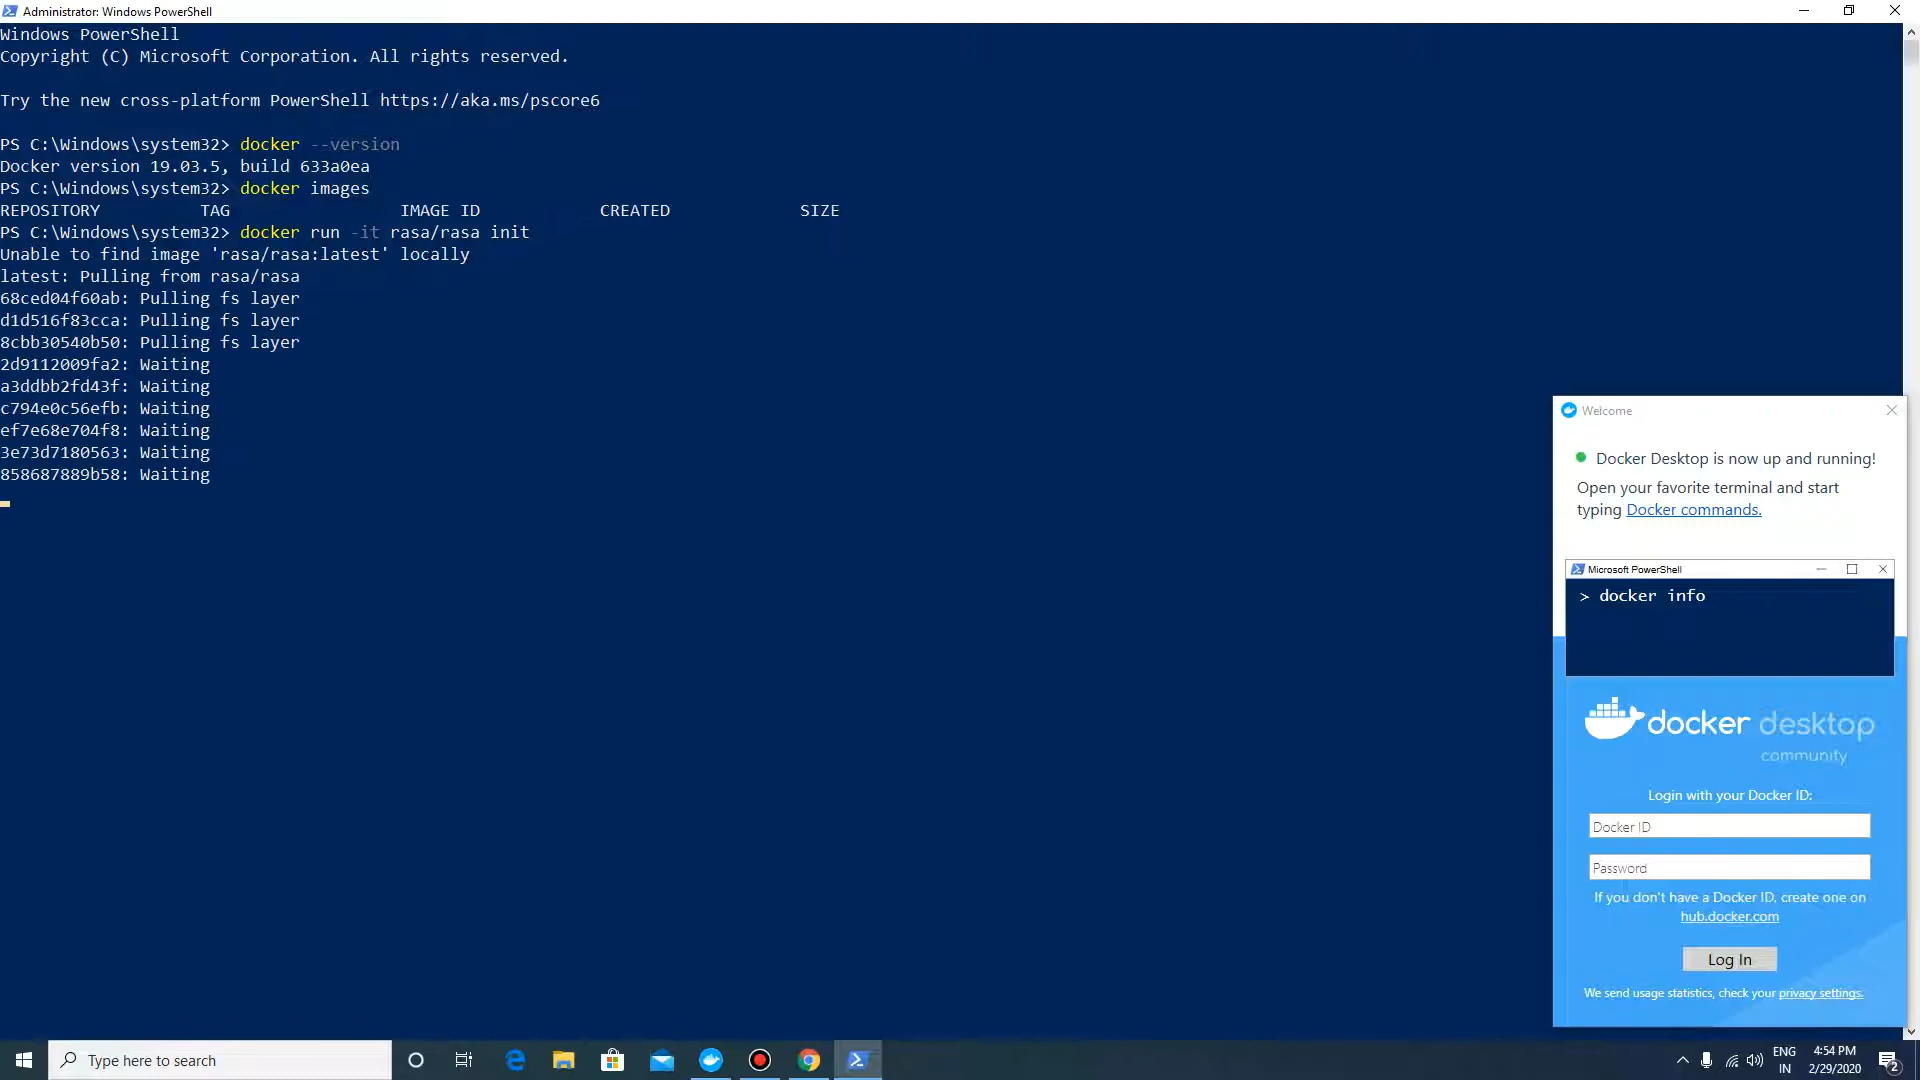 Administrator: Windows PowerShell
Windows PowerShell
Copyright (C) Microsoft Corporation. All rights reserved.
Try the new cross-platform PowerShell https://aka.ms/pscore6
PS C:\Windows\system32> docker --version
Docker version 19.03.5, build 633a0ea
PS C:\Windows\system32> docker images
REPOSITORY TAG IMAGE ID CREATED SIZE
PS C:\Windows\system32> docker run -it rasa/rasa init
Unable to find image 'rasa/rasa:latest' locally
latest: Pulling from rasa/rasa
68ced04f60ab: Pulling fs layer
d1d516f83cca: Pulling fs layer
8cbb30540b50: Pulling fs layer
2d9112009fa2: Waiting
a3ddbb2fd43f: Waiting
c794e0c56efb: Waiting
ef7e68e704f8: Waiting
3e73d7180563: Waiting
858687889b58: Waiting
Welcome
Docker Desktop is now up and running!
Open your favorite terminal and start
typing Docker commands.
Microsoft PowerShell
> docker info
docker desktop
community
Login with your Docker ID:
Docker ID
Password
If you don't have a Docker ID, create one on
hub.docker.com
Log In
We send usage statistics, check your privacy settings.
Type here to search
ENG
IN
4:54 PM
2/29/2020
2